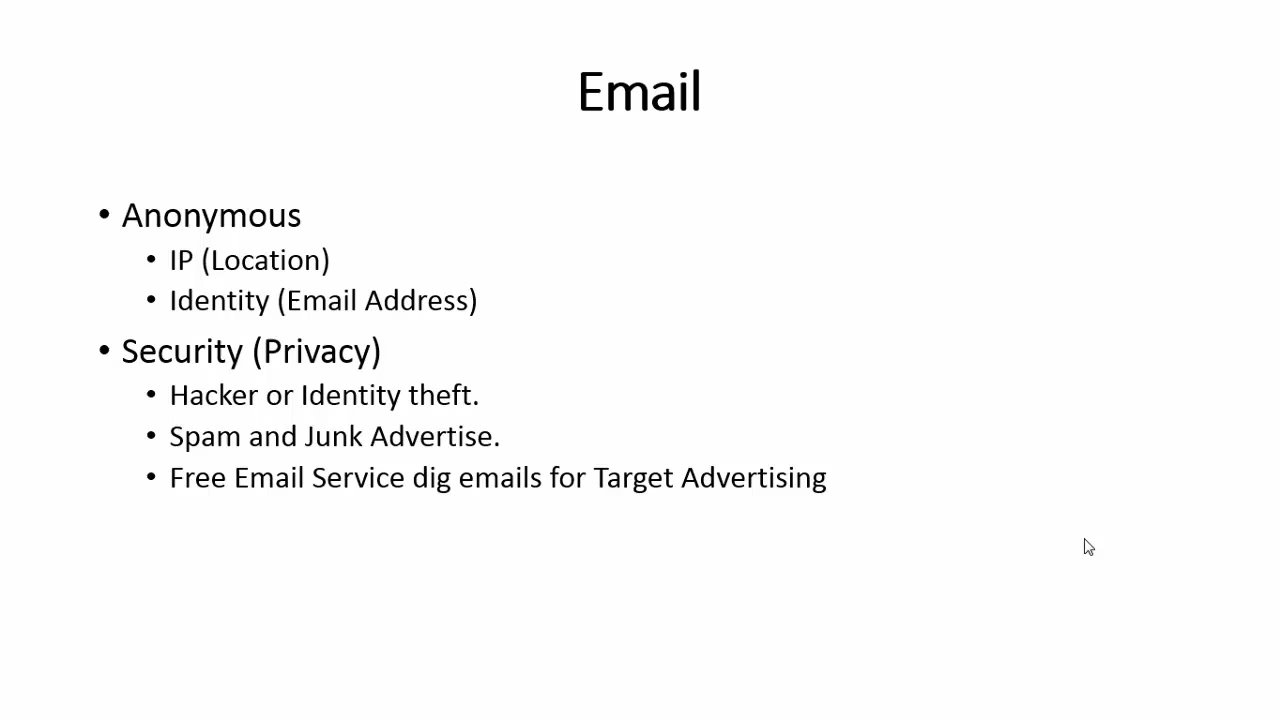 Email
• Anonymous
• IP (Location)
• Identity (Email Address)
• Security (Privacy)
• Hacker or Identity theft.
• Spam and Junk Advertise.
• Free Email Service dig emails for Target Advertising